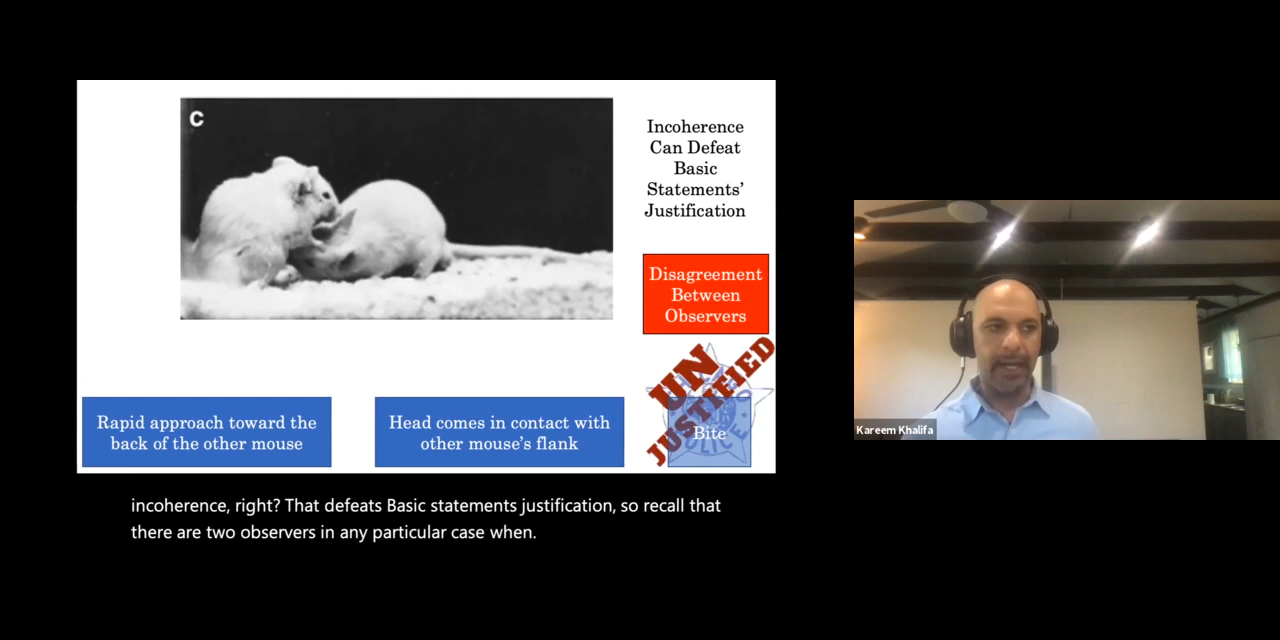 C
Incoherence
Can Defeat
Basic
Statements’
Justification
Disagreement
Between
Observers
UN
JUSTIFIED
Rapid approach toward the
back of the other mouse
Head comes in contact with
other mouse’s flank
Bite
POLICE
Kareem Khalifa
incoherence, right? That defeats Basic statements justification, so recall that
there are two observers in any particular case when.